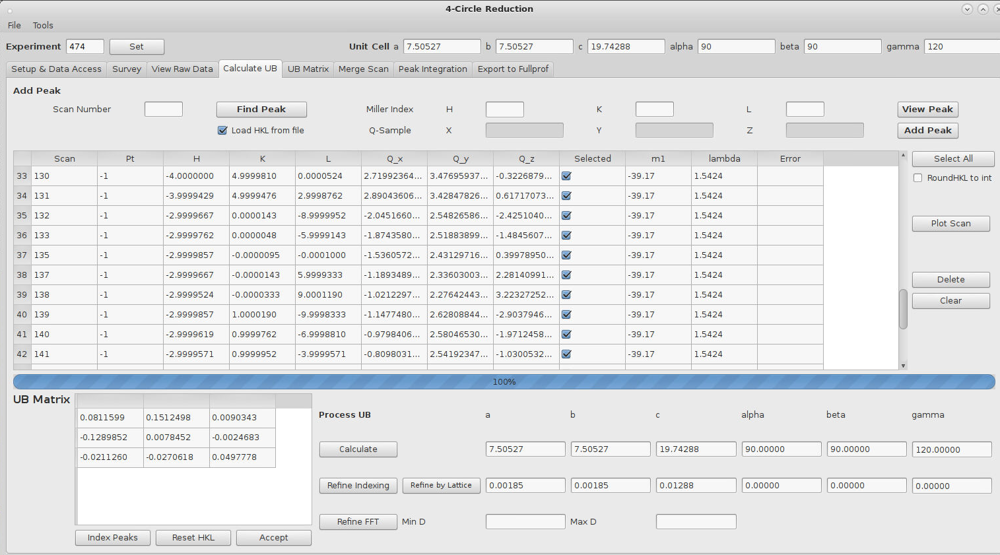 4-Circle Reduction
File Tools
Experiment 474 Set Unit Cell a 7.50527 b 7.50527 c 19.74288 alpha 90 beta 90 gamma 120
Setup & Data Access Survey View Raw Data Calculate UB UB Matrix Merge Scan Peak Integration Export to Fullprof
Add Peak
Scan Number Find Peak Miller Index H K L View Peak
Load HKL from file Q-Sample X Y Z Add Peak
Scan Pt H K L Q_x Q_y Q_z Selected m1 lambda Error Select All
33 130 -1 -4.0000000 4.9999810 0.0000524 2.71992364... 3.47695937... -0.3226879... -39.17 1.5424 RoundHKL to int
34 131 -1 -3.9999429 4.9999476 2.9998762 2.89043606... 3.42847826... 0.61717073... -39.17 1.5424
35 132 -1 -2.9999667 0.0000143 -8.9999952 -2.0451660... 2.54826586... -2.4251040... -39.17 1.5424 Plot Scan
36 133 -1 -2.9999762 0.0000048 -5.9999143 -1.8743580... 2.51883899... -1.4845607... -39.17 1.5424
37 135 -1 -2.9999857 -0.0000095 -0.0001000 -1.5360572... 2.43129716... 0.39978950... -39.17 1.5424
38 137 -1 -2.9999667 -0.0000143 5.9999333 -1.1893489... 2.33603003... 2.28140991... -39.17 1.5424 Delete
39 138 -1 -2.9999524 -0.0000333 9.0001190 -1.0212297... 2.27642443... 3.22327252... -39.17 1.5424 Clear
40 139 -1 -2.9999857 1.0000190 -9.9998333 -1.1477480... 2.62808844... -2.9037946... -39.17 1.5424
41 140 -1 -2.9999619 0.9999762 -6.9998810 -0.9798406... 2.58046530... -1.9712458... -39.17 1.5424
42 141 -1 -2.9999571 0.9999952 -3.9999571 -0.8098031... 2.54192347... -1.0300532... -39.17 1.5424
100%
UB Matrix
0.0811599 0.1512498 0.0090343
-0.1289852 0.0078452 -0.0024683
-0.0211260 -0.0270618 0.0497778
Index Peaks Reset HKL Accept
Process UB a b c alpha beta gamma
Calculate 7.50527 7.50527 19.74288 90.00000 90.00000 120.00000
Refine Indexing Refine by Lattice 0.00185 0.00185 0.01288 0.00000 0.00000 0.00000
Refine FFT Min D Max D